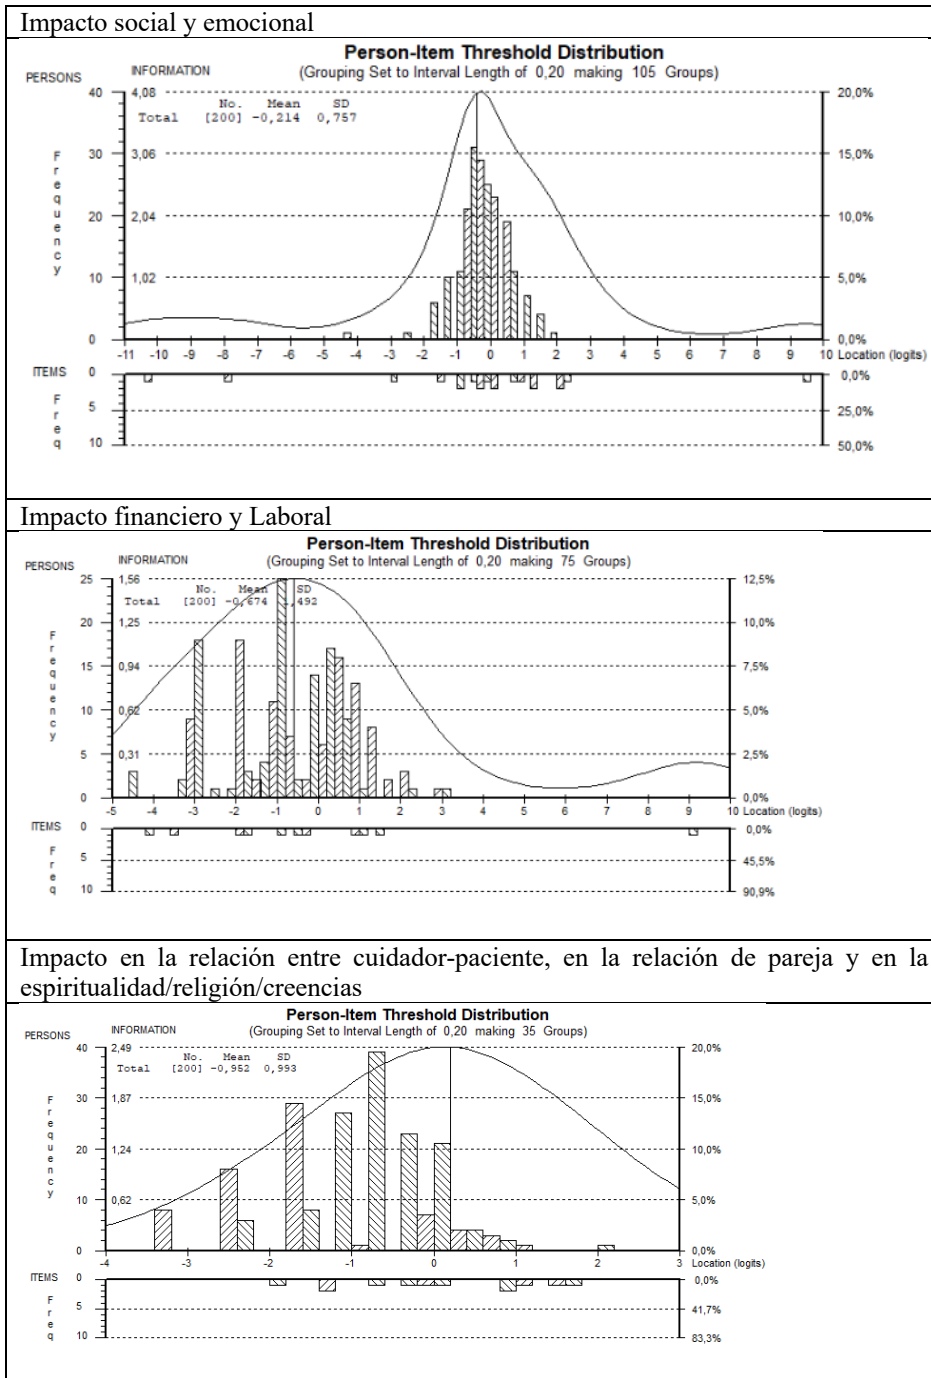 Impacto social y emocional
Person-Item Threshold Distribution
(Grouping Set to Interval Length of 0,20 making 105 Groups)
PERSONS
INFORMATION
No. Mean SD
Total [200] -0,214 0,757
40 4,08 20,0%
30 3,06 15,0%
20 2,04 10,0%
10 1,02 5,0%
0 0,0%
Frequency
-11 -10 -9 -8 -7 -6 -5 -4 -3 -2 -1 0 1 2 3 4 5 6 7 8 9 10 Location (logits)
ITEMS 0 0,0%
5 25,0%
10 50,0%
Freq
Impacto financiero y Laboral
Person-Item Threshold Distribution
(Grouping Set to Interval Length of 0,20 making 75 Groups)
PERSONS
INFORMATION
No. Mean SD
Total [200] -0,674 1,492
25 1,56 12,5%
20 1,25 10,0%
15 0,94 7,5%
10 0,62 5,0%
5 0,31 2,5%
0 0,0%
Frequency
-5 -4 -3 -2 -1 0 1 2 3 4 5 6 7 8 9 10 Location (logits)
ITEMS 0 0,0%
5 45,5%
10 90,9%
Freq
Impacto en la relación entre cuidador-paciente, en la relación de pareja y en la
espiritualidad/religión/creencias
Person-Item Threshold Distribution
(Grouping Set to Interval Length of 0,20 making 35 Groups)
PERSONS
INFORMATION
No. Mean SD
Total [200] -0,952 0,993
40 2,49 20,0%
30 1,87 15,0%
20 1,24 10,0%
10 0,62 5,0%
0 0,0%
Frequency
-4 -3 -2 -1 0 1 2 3
Location (logits)
ITEMS 0 0,0%
5 41,7%
10 83,3%
Freq